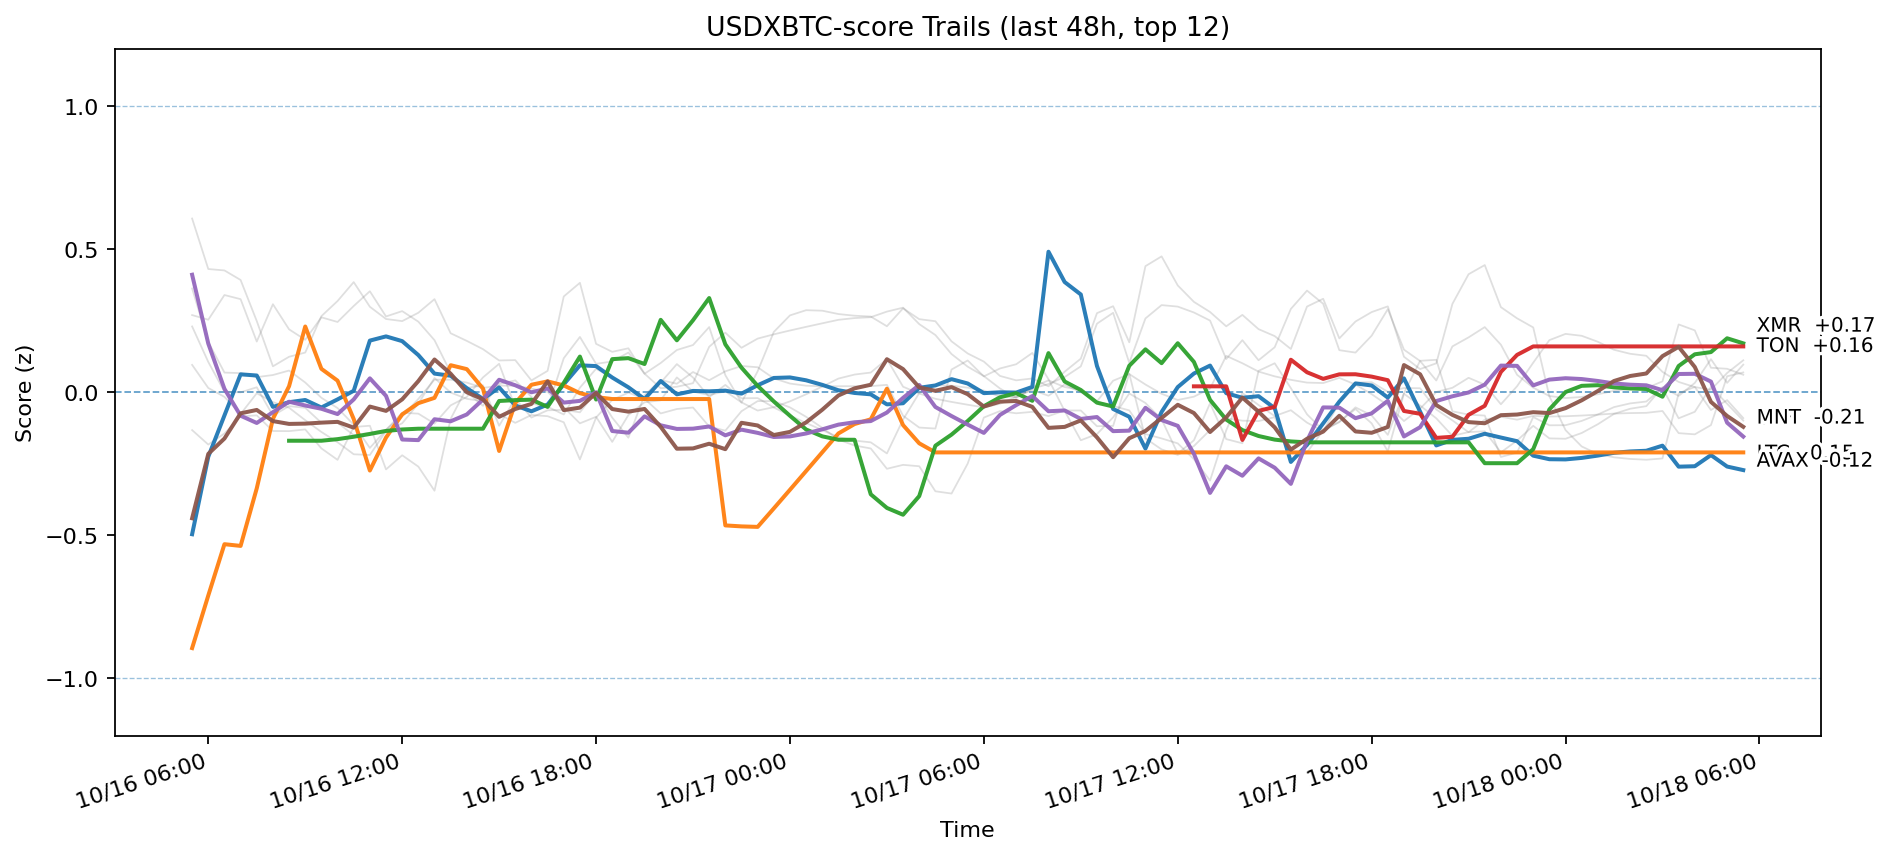 USDXBTC-score Trails (last 48h, top 12)
Score (z)
1.0
0.5
0.0
−0.5
−1.0
XMR +0.17
TON +0.16
MNT -0.21
AVAX -0.12
10/16 06:00
10/16 12:00
10/16 18:00
10/17 00:00
10/17 06:00
10/17 12:00
10/17 18:00
10/18 00:00
10/18 06:00
Time